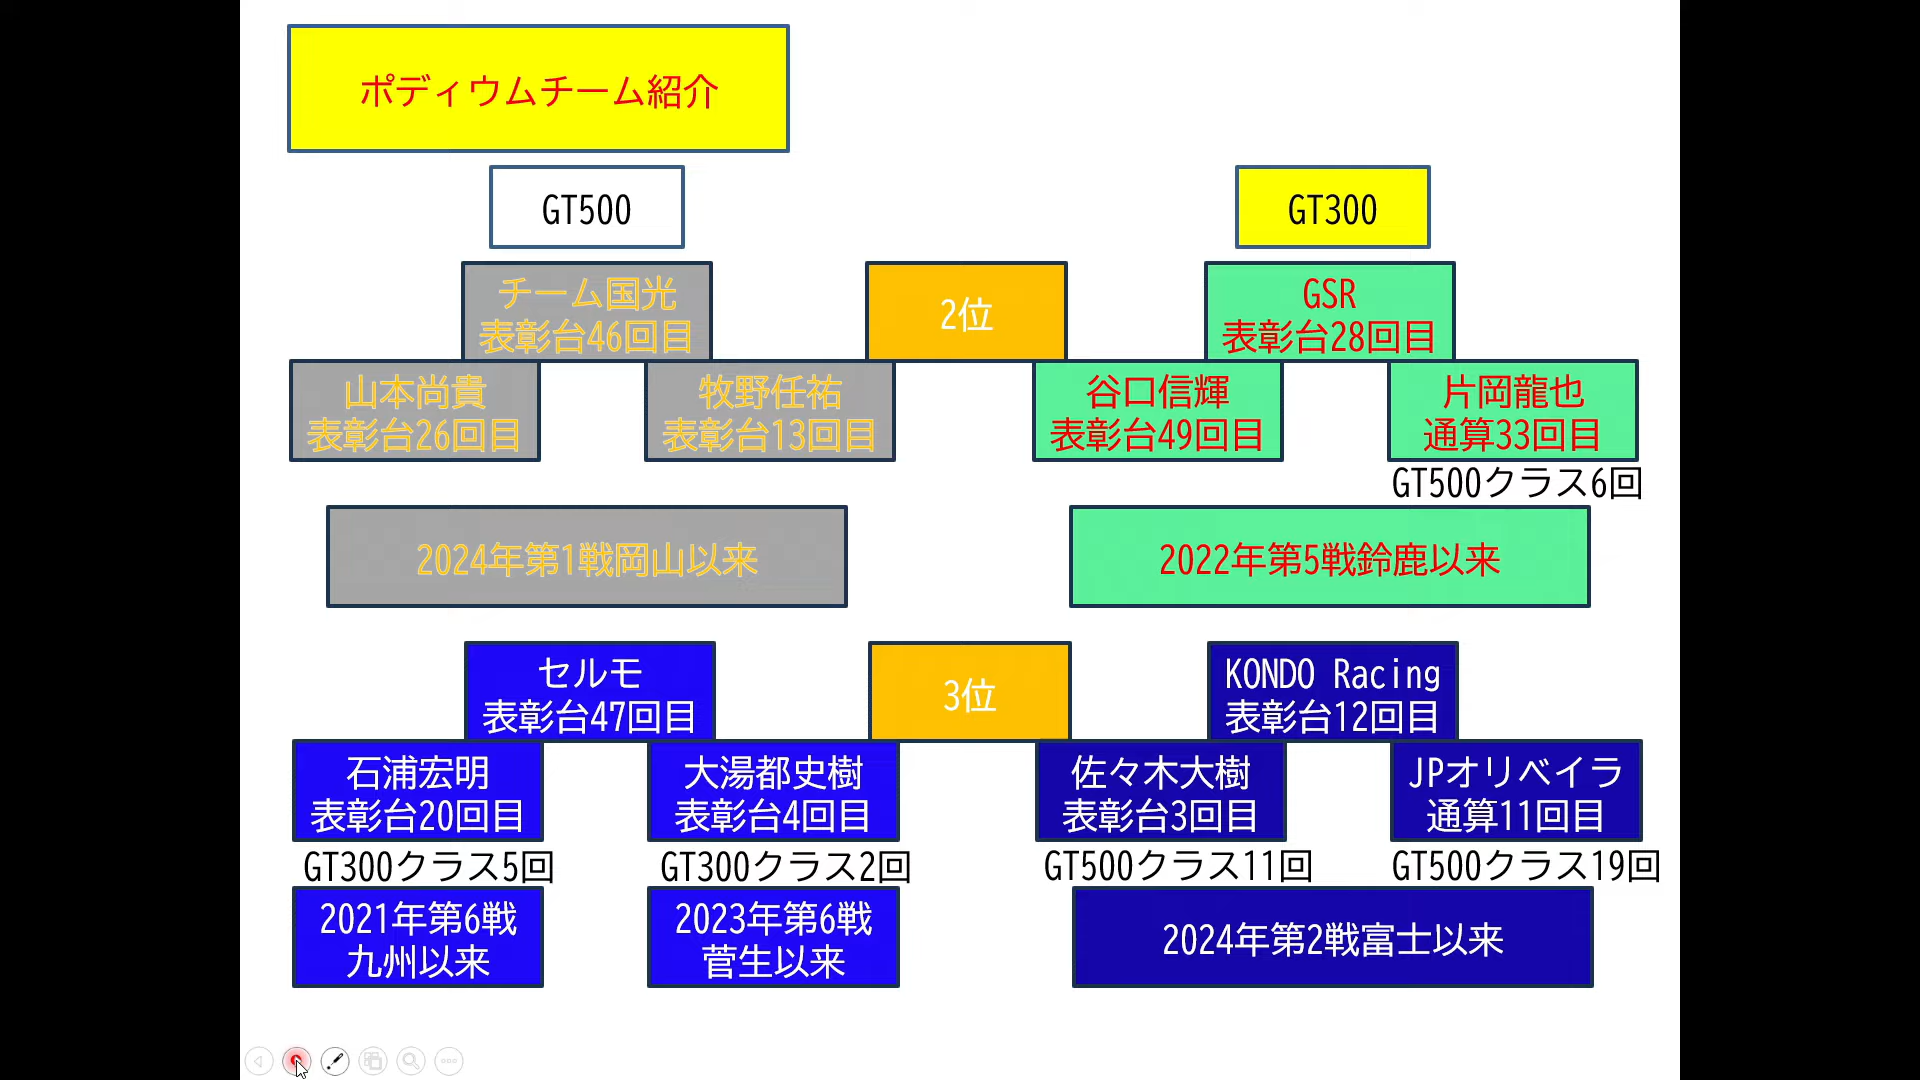 ポディウムチーム紹介
GT500
GT300
チーム国光
表彰台46回目
2位
GSR
表彰台28回目
山本尚貴
表彰台26回目
牧野任祐
表彰台13回目
谷口信輝
表彰台49回目
片岡龍也
通算33回目
GT500クラス6回
2024年第1戦岡山以来
2022年第5戦鈴鹿以来
セルモ
表彰台47回目
3位
KONDO Racing
表彰台12回目
石浦宏明
表彰台20回目
大湯都史樹
表彰台4回目
佐々木大樹
表彰台3回目
JPオリベイラ
通算11回目
GT300クラス5回
GT300クラス2回
GT500クラス11回
GT500クラス19回
2021年第6戦
九州以来
2023年第6戦
菅生以来
2024年第2戦富士以来